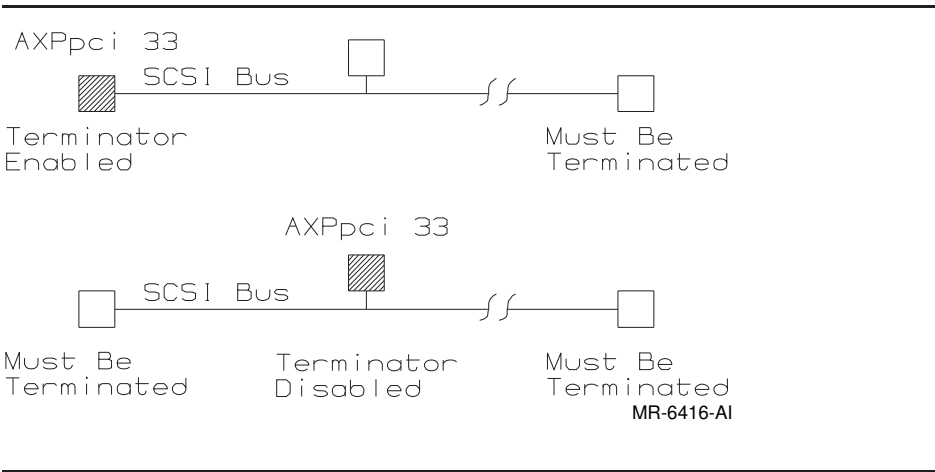 AXPpci 33
SCSI Bus
Terminator
Enabled
Must Be
Terminated
AXPpci 33
SCSI Bus
Must Be
Terminated
Terminator
Disabled
Must Be
Terminated
MR-6416-AI